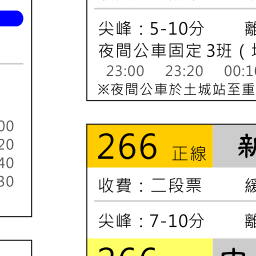 尖峰：5-10分 離
夜間公車固定 3班（
23:00 23:20 00:10
※夜間公車於土城站至重
00
20
40
30
266 正線 新
收費：二段票 緩
尖峰：7-10分 離
266